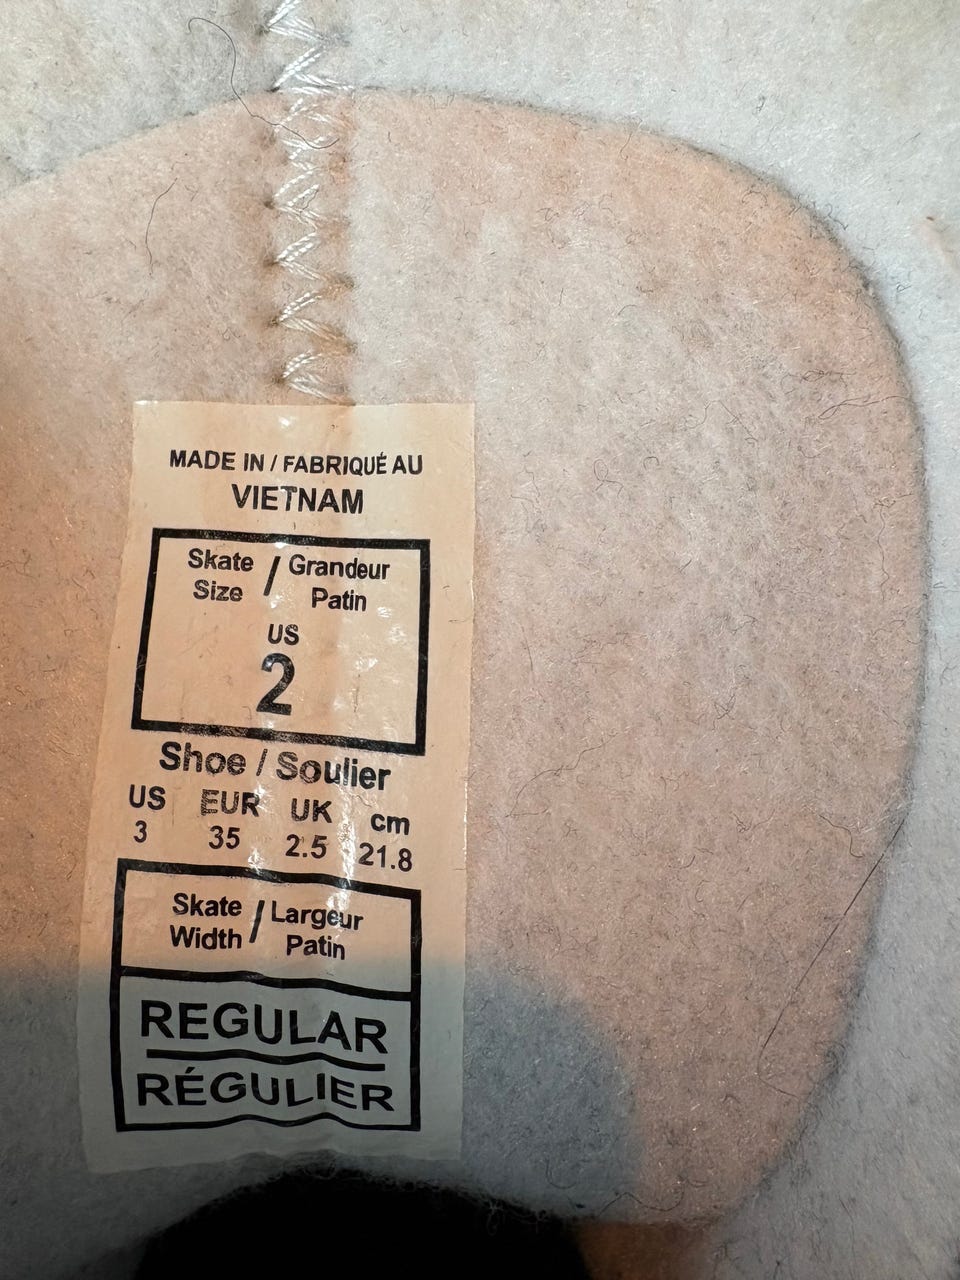 MADE IN / FABRIQUÉ AU
VIETNAM
Skate Size / Grandeur Patin
US
2
Shoe / Soulier
US EUR UK cm
3 35 2.5 21.8
Skate Width / Largeur Patin
REGULAR
RÉGULIER